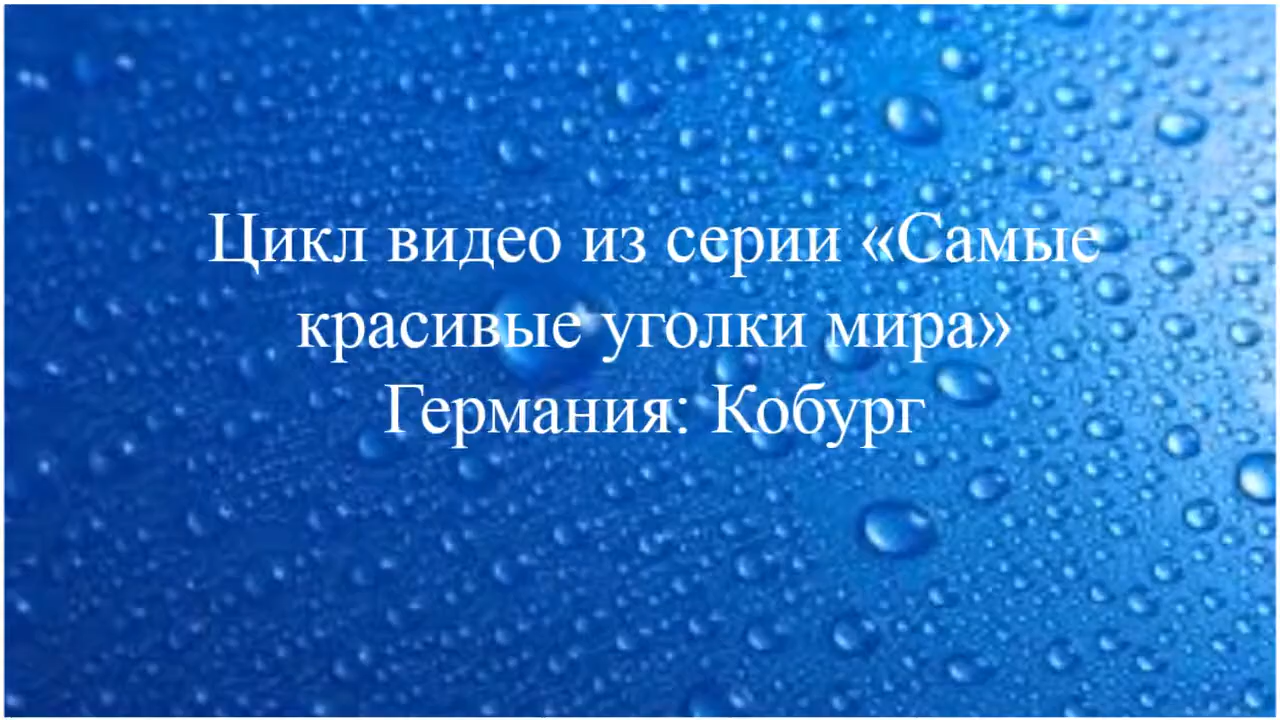 Цикл видео из серии «Самые
красивые уголки мира»
Германия: Кобург